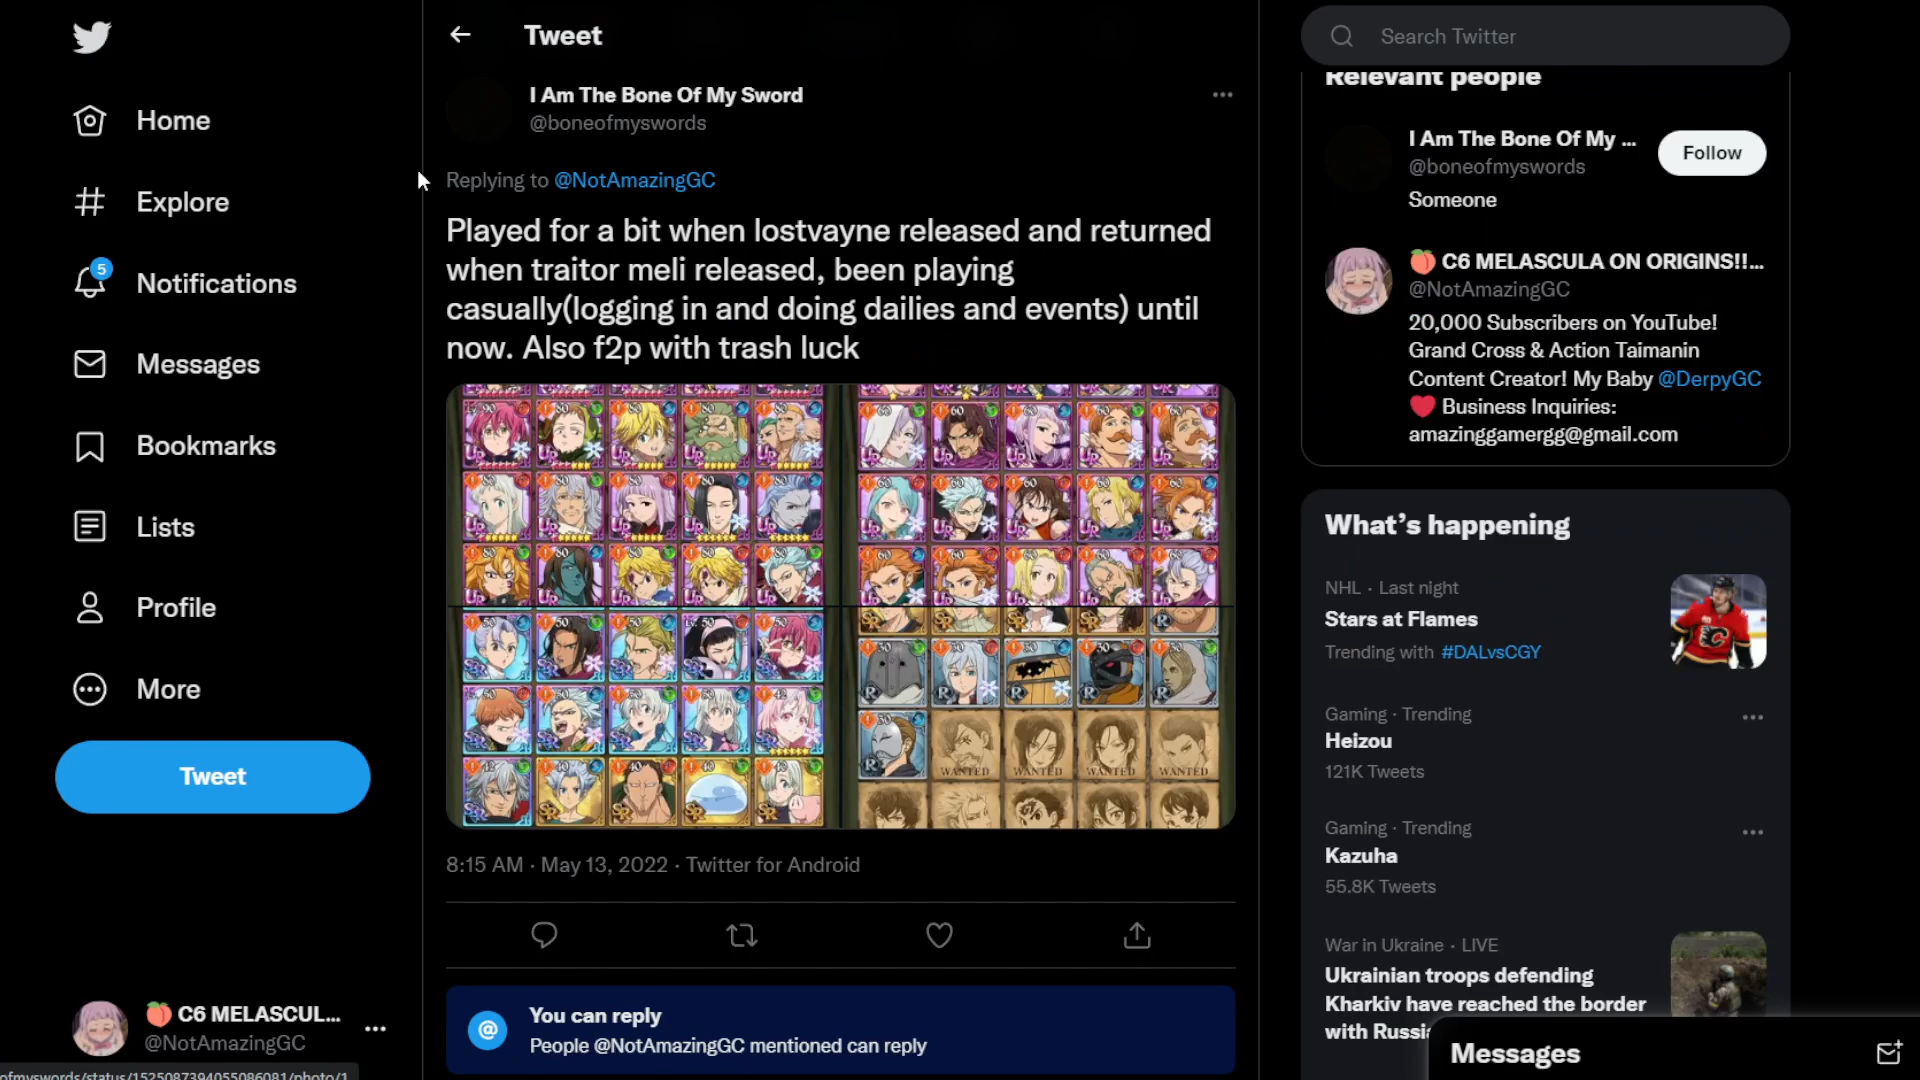 Home
Explore
5
Notifications
Messages
Bookmarks
Lists
Profile
More
Tweet
C6 MELASCUL...
@NotAmazingGC
Tweet
I Am The Bone Of My Sword
@boneofmyswords
Replying to @NotAmazingGC
Played for a bit when lostvayne released and returned
when traitor meli released, been playing
casually(logging in and doing dailies and events) until
now. Also f2p with trash luck
WANTED WANTED WANTED WANTED
8:15 AM · May 13, 2022 · Twitter for Android
You can reply
People @NotAmazingGC mentioned can reply
Search Twitter
Relevant people
I Am The Bone Of My ...
@boneofmyswords
Follow
Someone
C6 MELASCULA ON ORIGINS!!...
@NotAmazingGC
20,000 Subscribers on YouTube!
Grand Cross & Action Taimanin
Content Creator! My Baby @DerpyGC
Business Inquiries:
amazinggamergg@gmail.com
What's happening
NHL · Last night
Stars at Flames
Trending with #DALvsCGY
Gaming · Trending
Heizou
121K Tweets
Gaming · Trending
Kazuha
55.8K Tweets
War in Ukraine · LIVE
Ukrainian troops defending
Kharkiv have reached the border
with Russi
Messages